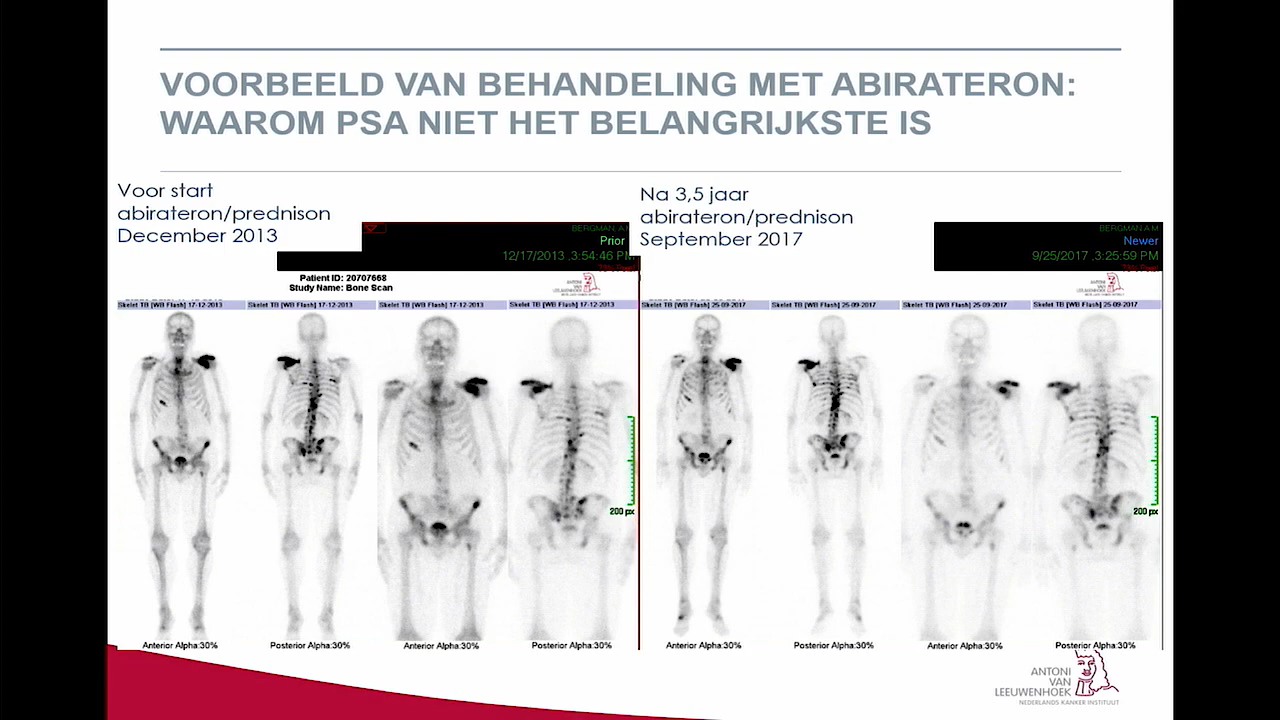 VOORBEELD VAN BEHANDELING MET ABIRATERON:
WAAROM PSA NIET HET BELANGRIJKSTE IS
Voor start
abirateron/prednison
December 2013
Na 3,5 jaar
abirateron/prednison
September 2017
BERGMAN A
Prior
12/17/2013 ,3:54:46 P
BERGMAN A M
Newer
9/25/2017 ,3:25:59 PM
Patient ID: 20707668
Study Name: Bone Scan
Skelet TB [WB Flash] 17-12-2013
Skelet TB [WB Flash] 17-12-2013
Skelet TB [WB Flash] 17-12-2013
Skelet TB [WB Flash] 17-12-2013
Skelet TB [WB Flash] 25-09-2017
Skelet TB [WB Flash] 25-09-2017
Skelet TB [WB Flash] 25-09-2017
Skelet TB [WB Flash] 25-09-2017
200 px
200 px
Anterior Alpha:30%
Posterior Alpha:30%
Anterior Alpha:30%
Posterior Alpha:30%
Anterior Alpha:30%
Posterior Alpha:30%
Anterior Alpha:30%
Posterior Alpha:30%
ANTONI
VAN
LEEUWENHOEK
NEDERLANDS KANKER INSTITUUT